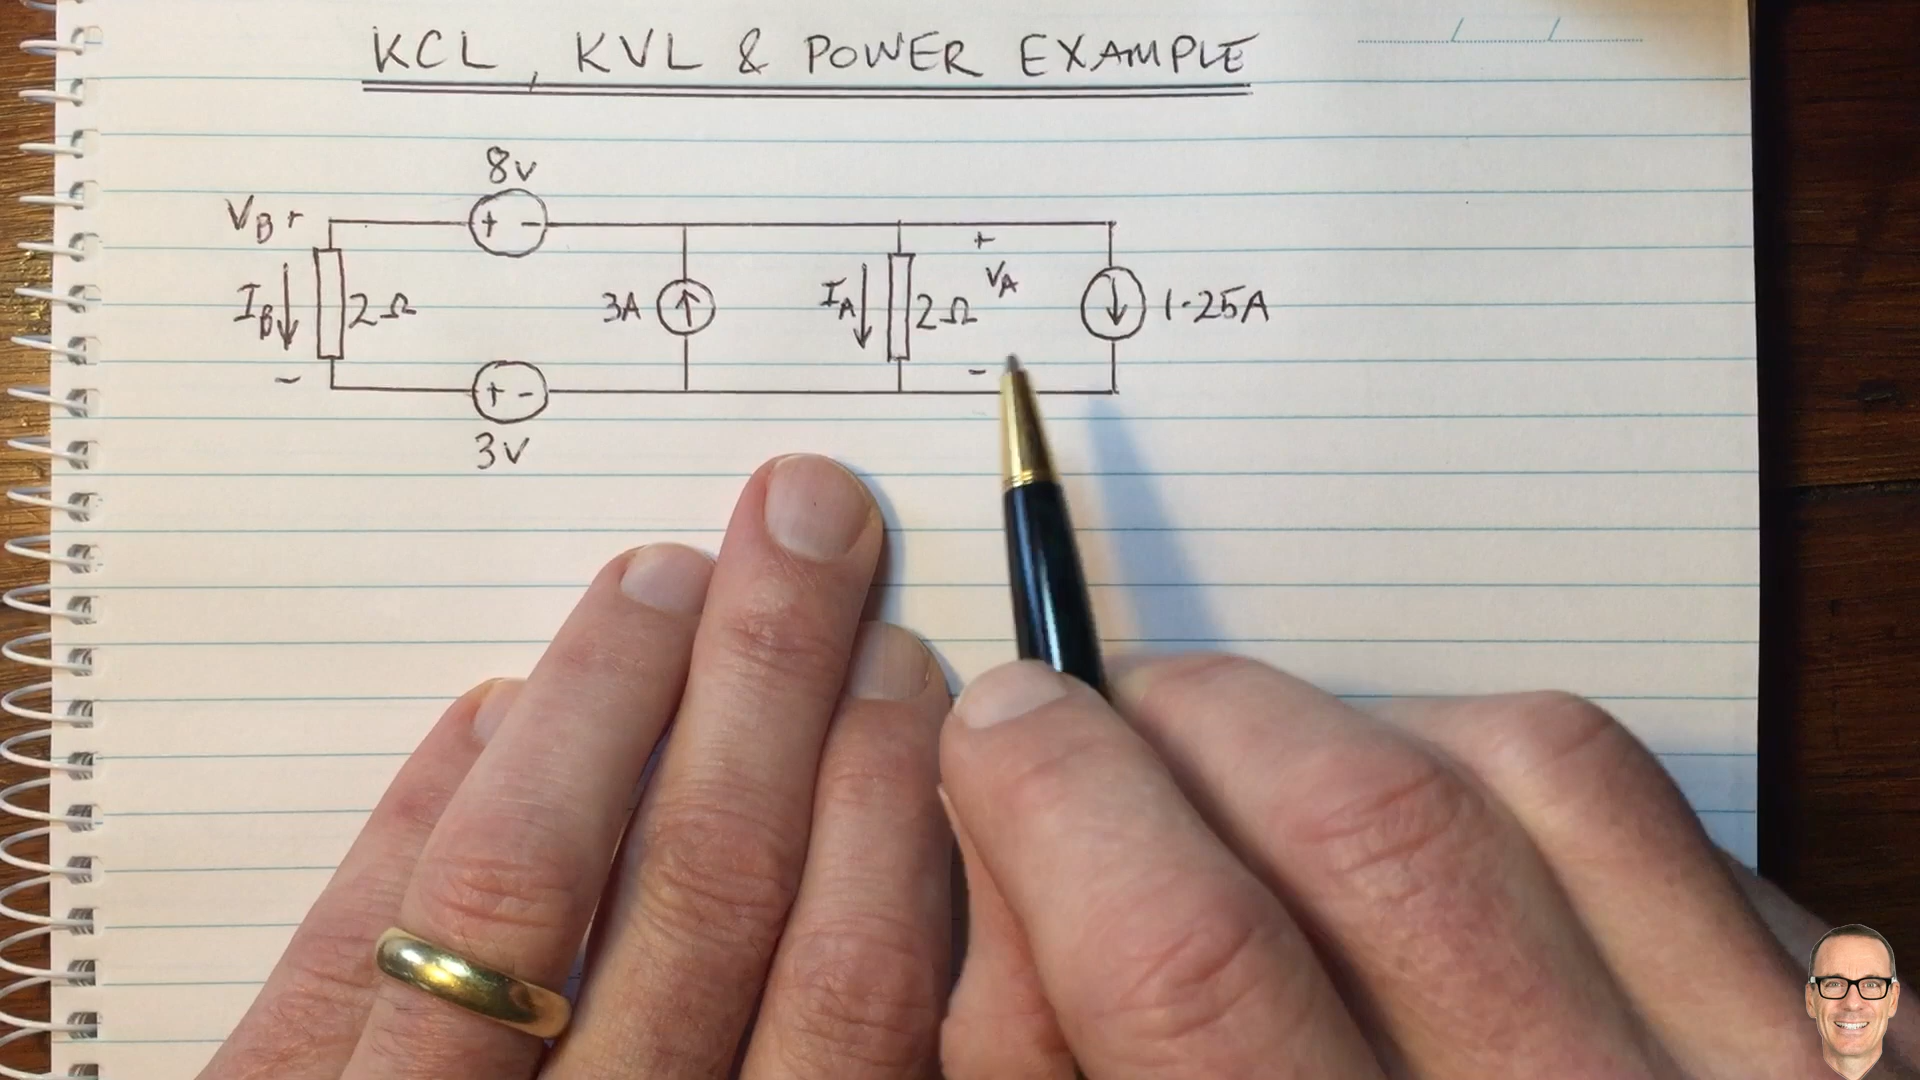 KCL, KVL & POWER EXAMPLE
8V
+ -
VB +
IB
2Ω
-
3A
IA
2Ω
+
VA
-
1.25A
+ -
3V